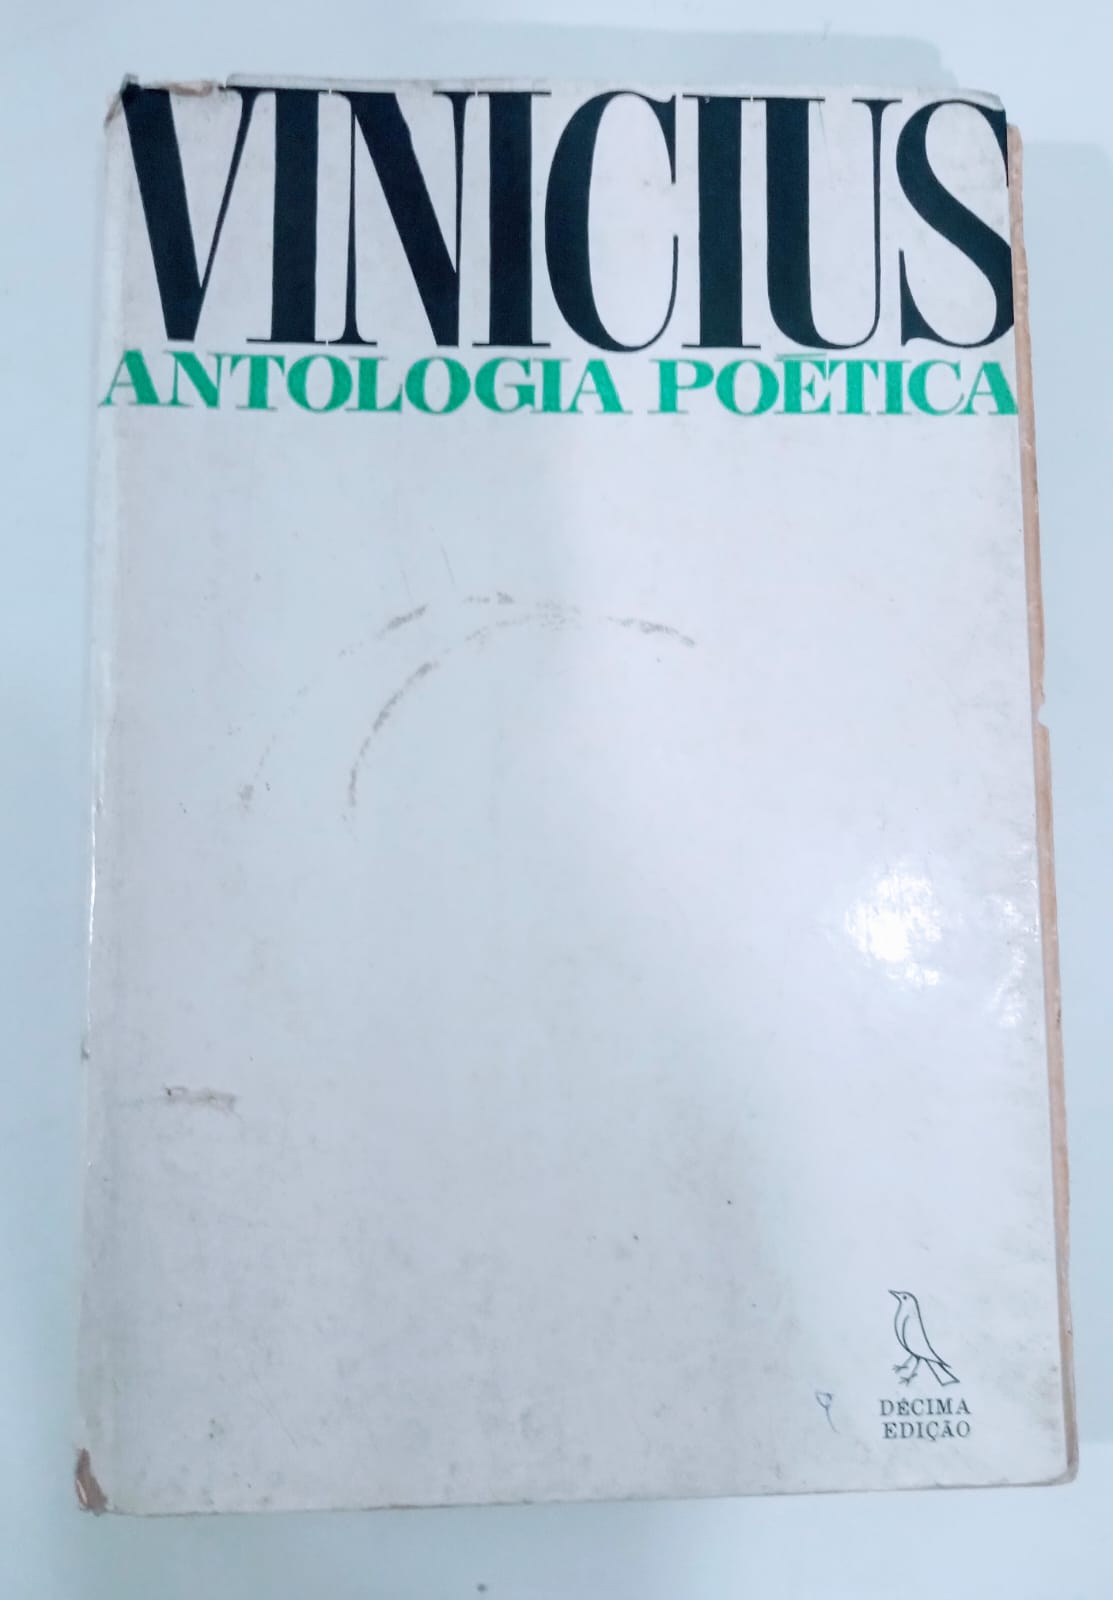 VINICIUS
ANTOLOGIA POÉTICA
DÉCIMA
EDIÇÃO